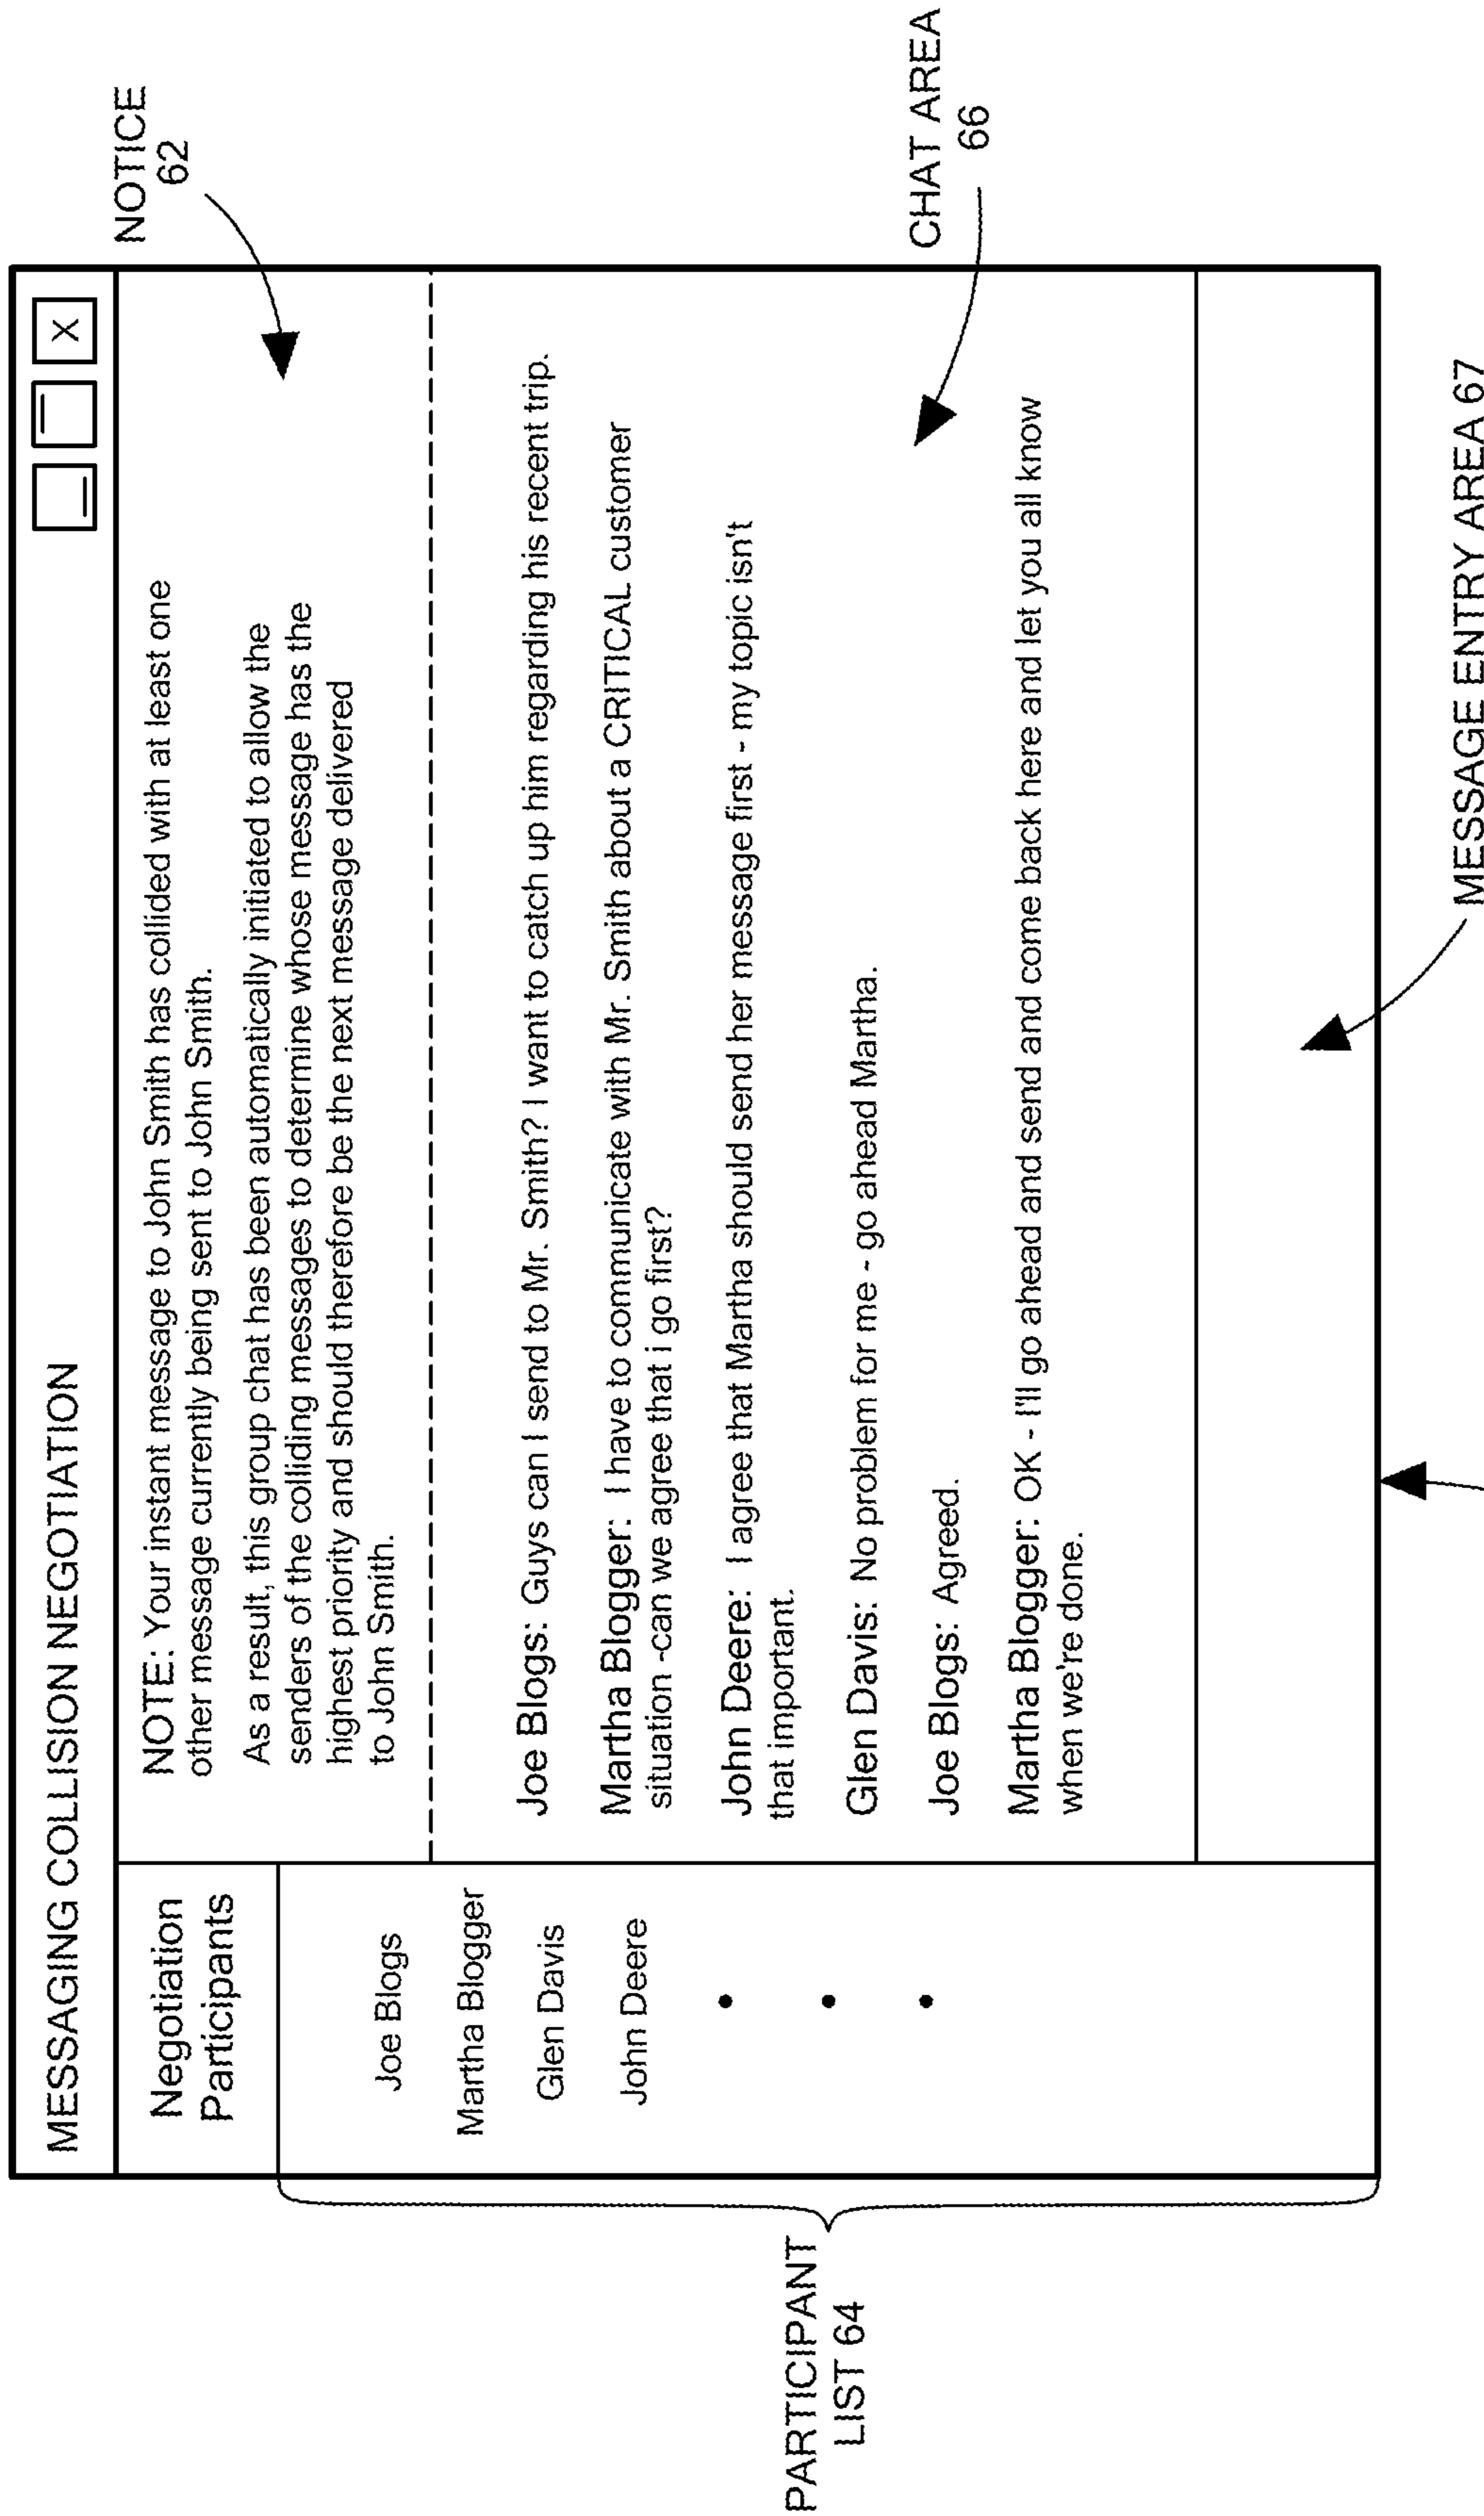 MESSAGING COLLISION NEGOTIATION
X
Negotiation
Participants
Joe Blogs
Martha Blogger
Glen Davis
John Deere
NOTE: Your instant message to John Smith has collided with at least one
other message currently being sent to John Smith.
As a result, this group chat has been automatically initiated to allow the
senders of the colliding messages to determine whose message has the
highest priority and should therefore be the next message delivered
to John Smith.
Joe Blogs: Guys can I send to Mr. Smith? I want to catch up him regarding his recent trip.
Martha Blogger: I have to communicate with Mr. Smith about a CRITICAL customer
situation -can we agree that i go first?
John Deere: I agree that Martha should send her message first - my topic isn't
that important.
Glen Davis: No problem for me - go ahead Martha.
Joe Blogs: Agreed.
Martha Blogger: OK - I'll go ahead and send and come back here and let you all know
when we're done.
NOTICE
62
CHAT AREA
66
PARTICIPANT
LIST 64
MESSAGE ENTRY AREA 67